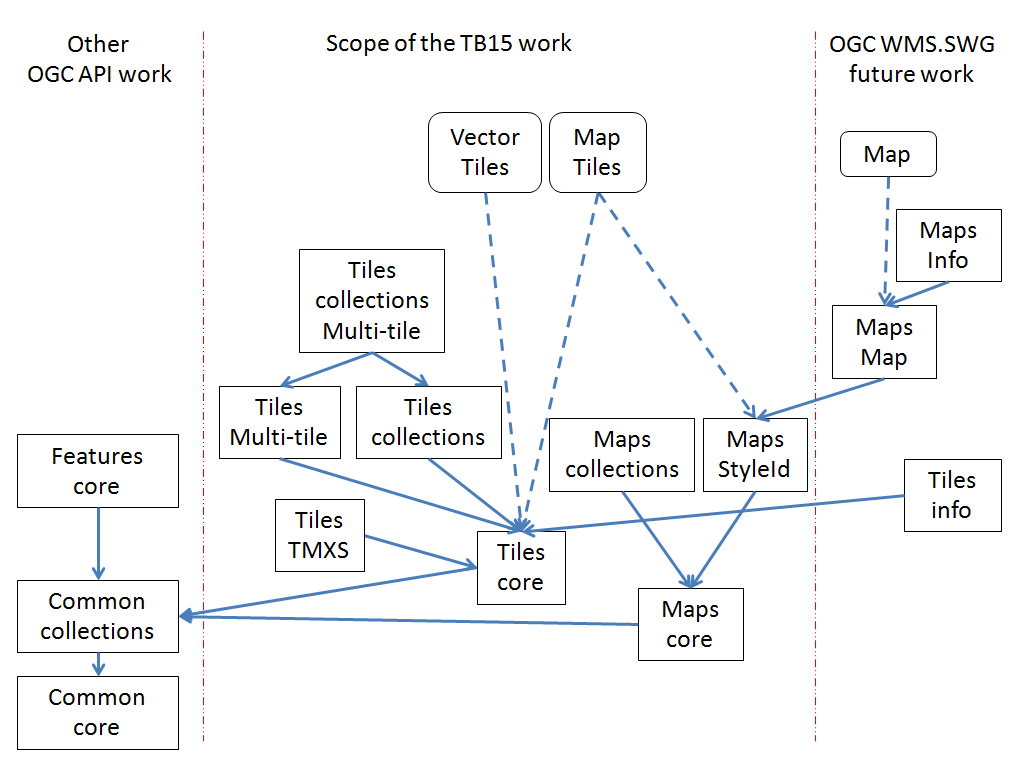 Other
OGC API work
Scope of the TB15 work
OGC WMS.SWG
future work
Vector
Tiles
Map
Tiles
Map
Maps
Info
Tiles
collections
Multi-tile
Maps
Map
Tiles
Multi-tile
Tiles
collections
Maps
collections
Maps
StyleId
Features
core
Tiles
info
Tiles
TMXS
Tiles
core
Common
collections
Maps
core
Common
core